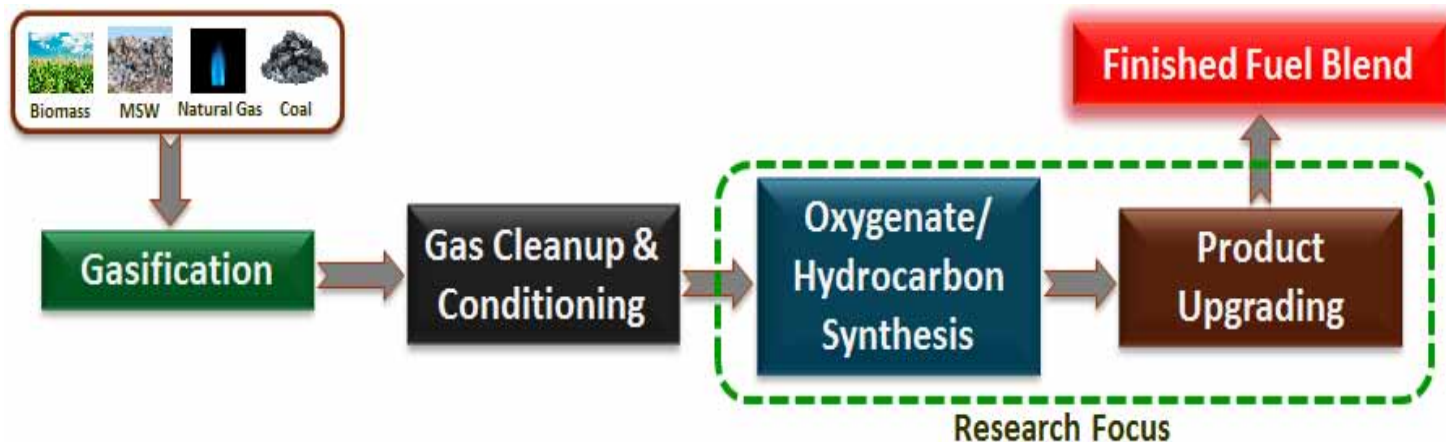 Biomass
MSW
Natural Gas
Coal
Finished Fuel Blend
Gasification
Gas Cleanup &
Conditioning
Oxygenate/
Hydrocarbon
Synthesis
Product
Upgrading
Research Focus